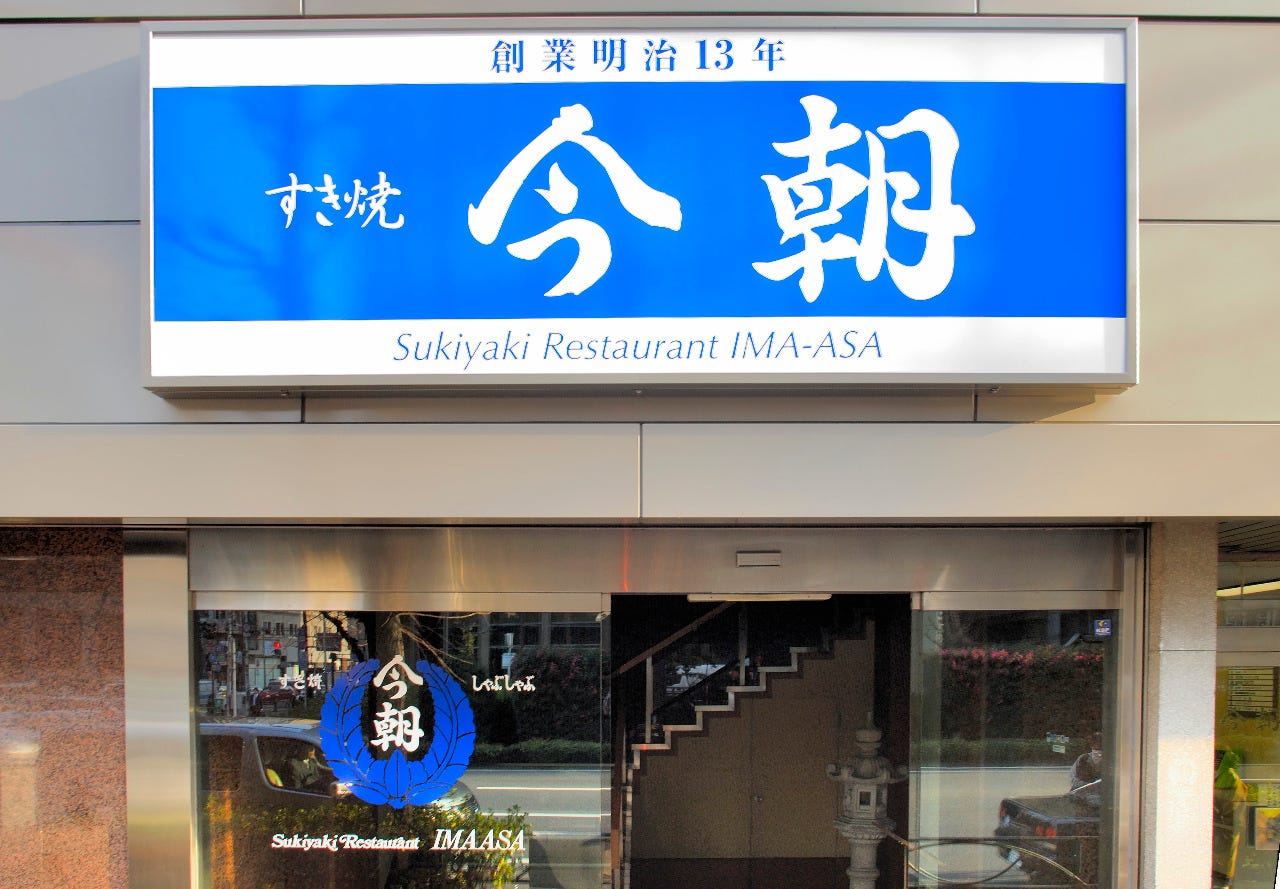 創業明治13年
すき焼 今朝
Sukiyaki Restaurant IMA-ASA
すき焼 今朝 しゃぶしゃぶ
Sukiyaki Restaurant IMAASA